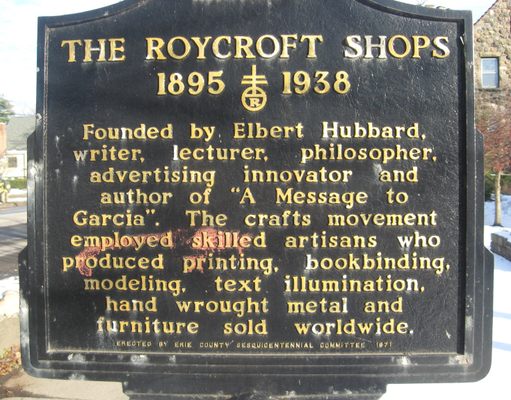 THE ROYCROFT SHOPS
1895 R 1938
Founded by Elbert Hubbard,
writer, lecturer, philosopher,
advertising innovator and
author of "A Message to
Garcia". The crafts movement
employed skilled artisans who
produced printing, bookbinding,
modeling, text illumination,
hand wrought metal and
furniture sold worldwide.
ERECTED BY ERIE COUNTY SESQUICENTENNIAL COMMITTEE 1971